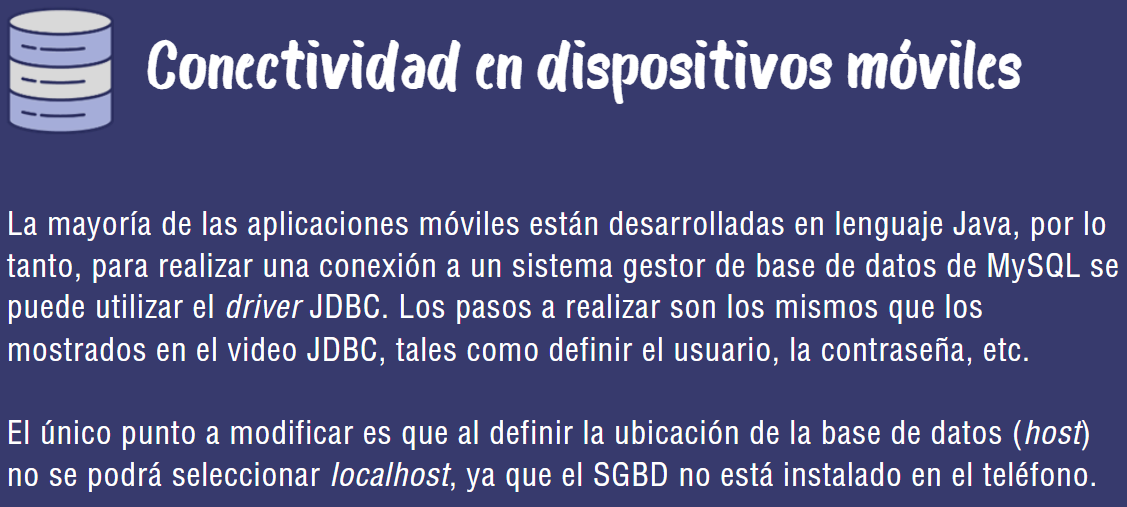 Conectividad en dispositivos móviles
La mayoría de las aplicaciones móviles están desarrolladas en lenguaje Java, por lo
tanto, para realizar una conexión a un sistema gestor de base de datos de MySQL se
puede utilizar el driver JDBC. Los pasos a realizar son los mismos que los
mostrados en el video JDBC, tales como definir el usuario, la contraseña, etc.
El único punto a modificar es que al definir la ubicación de la base de datos (host)
no se podrá seleccionar localhost, ya que el SGBD no está instalado en el teléfono.